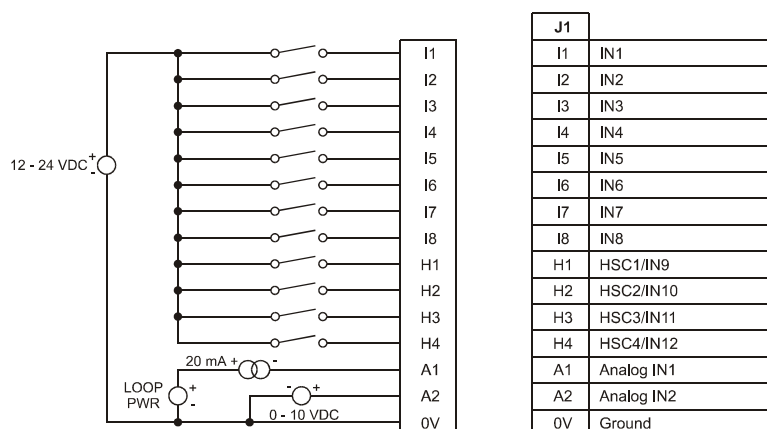 I1
I2
I3
I4
12 - 24 VDC + -
I5
I6
I7
I8
H1
H2
H3
H4
20 mA + -
A1
LOOP PWR + -
- +
A2
0 - 10 VDC
0V
J1
I1 IN1
I2 IN2
I3 IN3
I4 IN4
I5 IN5
I6 IN6
I7 IN7
I8 IN8
H1 HSC1/IN9
H2 HSC2/IN10
H3 HSC3/IN11
H4 HSC4/IN12
A1 Analog IN1
A2 Analog IN2
0V Ground